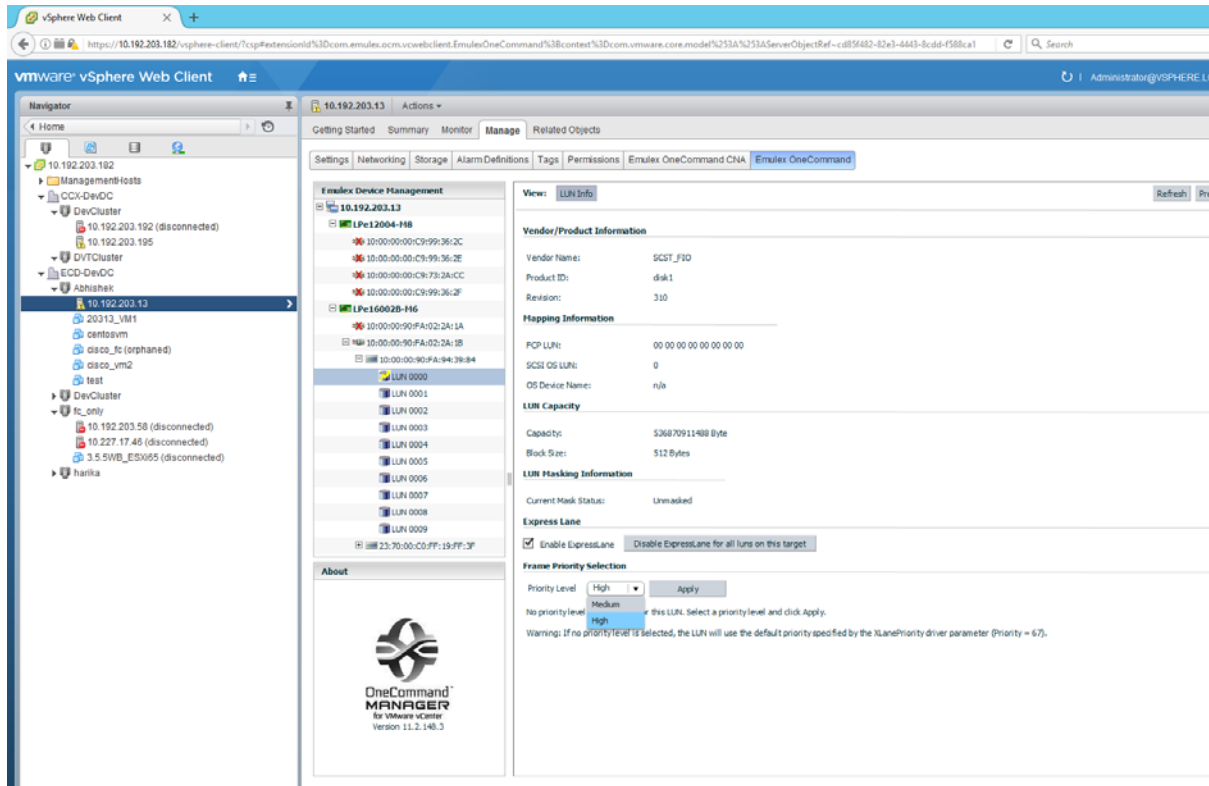 vSphere Web Client
https://10.192.203.182/vsphere-client/?csp#extensionId%3Dcom.emulex.ocm.vcwebclient.EmulexOneCommand%3Bcontext%3Dcom.vmware.core.model%253A%253AServerObjectRef~cd85f482-82e3-4443-8cdd-f588ca1
Search
vmware® vSphere Web Client
Administrator@VSPHERE.L
Navigator
Home
10.192.203.182
ManagementHosts
CCX-DevDC
DevCluster
10.192.203.192 (disconnected)
10.192.203.195
DVTCluster
ECD-DevDC
Abhishek
10.192.203.13
20313_VM1
centosvm
cisco_fc (orphaned)
cisco_vm2
test
DevCluster
fc_only
10.192.203.58 (disconnected)
10.227.17.46 (disconnected)
3.5.5WB_ESXi65 (disconnected)
harika
10.192.203.13 Actions
Getting Started Summary Monitor Manage Related Objects
Settings Networking Storage Alarm Definitions Tags Permissions Emulex OneCommand CNA Emulex OneCommand
Emulex Device Management
10.192.203.13
LPe12004-M8
10:00:00:00:C9:99:36:2C
10:00:00:00:C9:99:36:2E
10:00:00:00:C9:73:2A:CC
10:00:00:00:C9:99:36:2F
LPe16002B-M6
10:00:00:90:FA:02:2A:1A
10:00:00:90:FA:02:2A:1B
10:00:00:90:FA:94:39:84
LUN 0000
LUN 0001
LUN 0002
LUN 0003
LUN 0004
LUN 0005
LUN 0006
LUN 0007
LUN 0008
LUN 0009
23:70:00:C0:FF:19:FF:3F
About
OneCommand™
MANAGER
for VMware vCenter
Version 11.2.148.3
View: LUN Info
Refresh Pr
Vendor/Product Information
Vendor Name: SCST_FIO
Product ID: disk1
Revision: 310
Mapping Information
FCP LUN: 00 00 00 00 00 00 00 00
SCSI OS LUN: 0
OS Device Name: n/a
LUN Capacity
Capacity: 536870911488 Byte
Block Size: 512 Bytes
LUN Masking Information
Current Mask Status: Unmasked
Express Lane
Enable ExpressLane Disable ExpressLane for all luns on this target
Frame Priority Selection
Priority Level High Apply
Medium
High
No priority level r this LUN. Select a priority level and click Apply.
Warning: If no priority level is selected, the LUN will use the default priority specified by the XLanePriority driver parameter (Priority = 67).